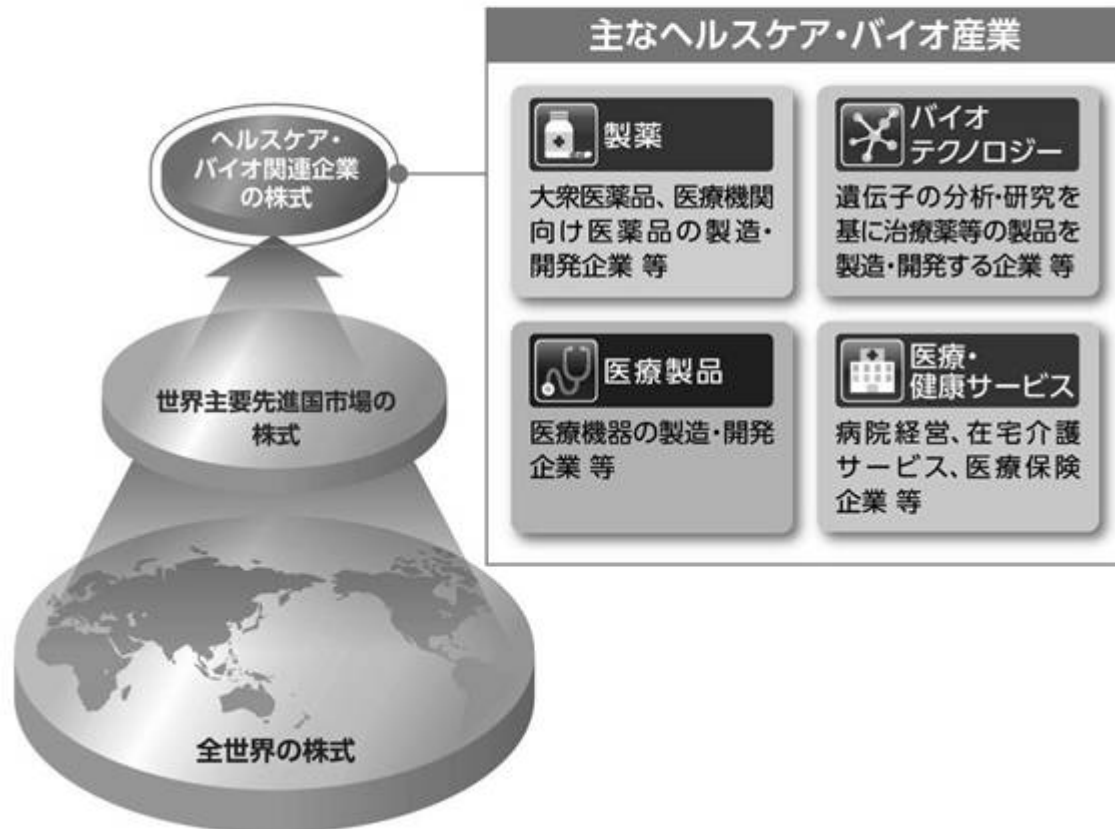 主なヘルスケア・バイオ産業
ヘルスケア・
バイオ関連企業
の株式
製薬
大衆医薬品、医療機関
向け医薬品の製造・
開発企業 等
バイオ
テクノロジー
遺伝子の分析・研究を
基に治療薬等の製品を
製造・開発する企業 等
医療製品
医療機器の製造・開発
企業 等
医療・
健康サービス
病院経営、在宅介護
サービス、医療保険
企業 等
世界主要先進国市場の
株式
全世界の株式